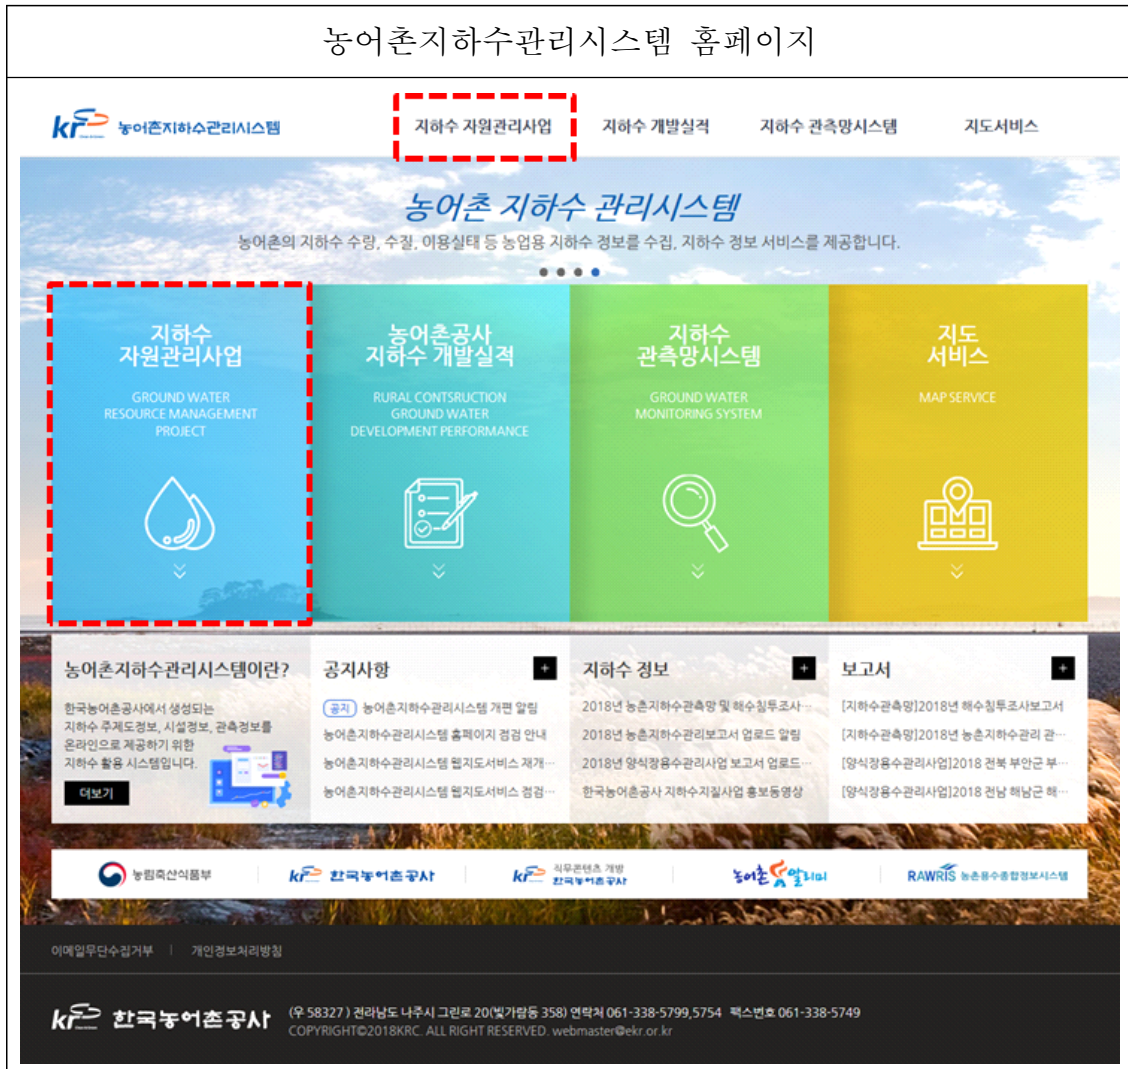 농어촌지하수관리시스템 홈페이지
kr 농어촌지하수관리시스템
지하수 자원관리사업
지하수 개발실적
지하수 관측망시스템
지도서비스
농어촌 지하수 관리시스템
농어촌의 지하수 수량, 수질, 이용실태 등 농업용 지하수 정보를 수집, 지하수 정보 서비스를 제공합니다.
지하수
자원관리사업
GROUND WATER
RESOURCE MANAGEMENT
PROJECT
농어촌공사
지하수 개발실적
RURAL CONTSRUCTION
GROUND WATER
DEVELOPMENT PERFORMANCE
지하수
관측망시스템
GROUND WATER
MONITORING SYSTEM
지도
서비스
MAP SERVICE
농어촌지하수관리시스템이란?
한국농어촌공사에서 생성되는
지하수 주제도정보, 시설정보, 관측정보를
온라인으로 제공하기 위한
지하수 활용 시스템입니다.
더보기
공지사항 +
공지 농어촌지하수관리시스템 개편 알림
농어촌지하수관리시스템 홈페이지 점검 안내
농어촌지하수관리시스템 웹지도서비스 재개…
농어촌지하수관리시스템 웹지도서비스 점검…
지하수 정보 +
2018년 농촌지하수관측망 및 해수침투조사…
2018년 농촌지하수관리보고서 업로드 알림
2018년 양식장용수관리사업 보고서 업로드…
한국농어촌공사 지하수지질사업 홍보동영상
보고서 +
[지하수관측망]2018년 해수침투조사보고서
[지하수관측망]2018년 농촌지하수관리 관…
[양식장용수관리사업]2018 전북 부안군 부…
[양식장용수관리사업]2018 전남 해남군 해…
농림축산식품부
kr 한국농어촌공사
kr 직무콘텐츠 개발
한국농어촌공사
농어촌 알리미
RAWRIS 농촌용수종합정보시스템
이메일무단수집거부 | 개인정보처리방침
kr 한국농어촌공사
(우 58327 ) 전라남도 나주시 그린로 20(빛가람동 358) 연락처 061-338-5799,5754 팩스번호 061-338-5749
COPYRIGHT©2018KRC. ALL RIGHT RESERVED. webmaster@ekr.or.kr